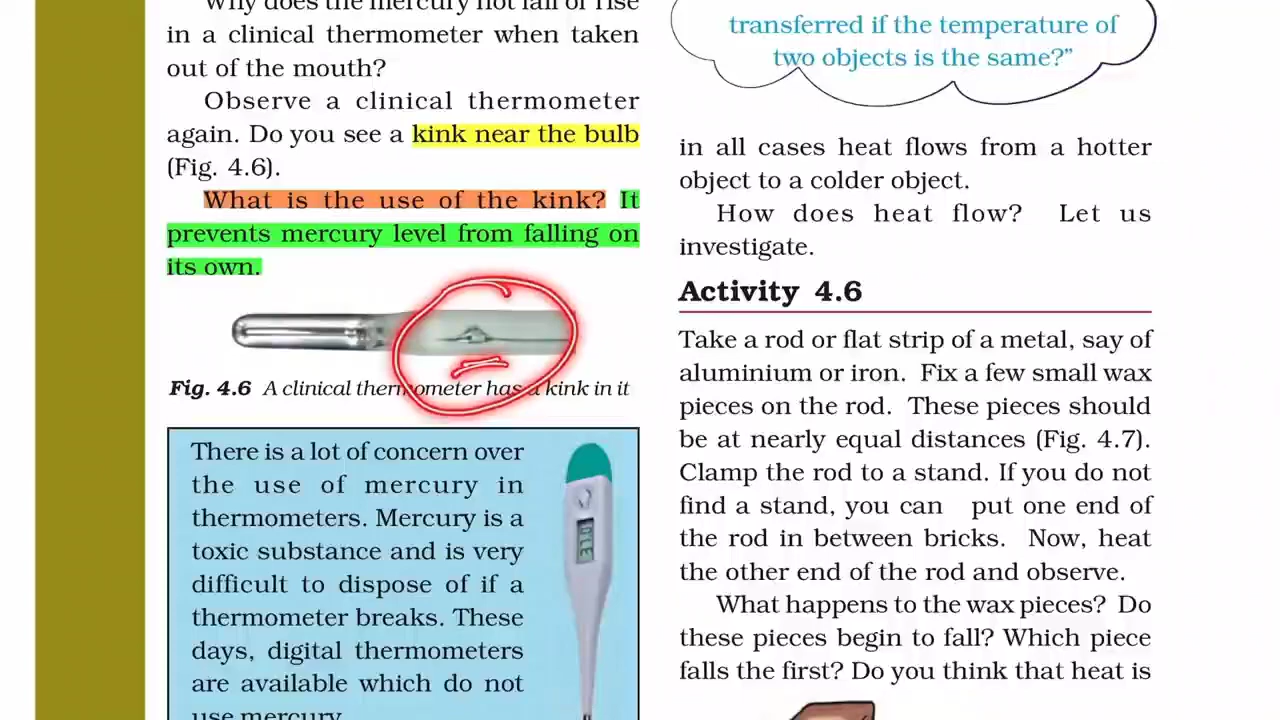 Why does the mercury not fall or rise
in a clinical thermometer when taken
out of the mouth?
Observe a clinical thermometer
again. Do you see a kink near the bulb
(Fig. 4.6).
What is the use of the kink? It
prevents mercury level from falling on
its own.
Fig. 4.6 A clinical thermometer has a kink in it
There is a lot of concern over
the use of mercury in
thermometers. Mercury is a
toxic substance and is very
difficult to dispose of if a
thermometer breaks. These
days, digital thermometers
are available which do not
use mercury.
transferred if the temperature of
two objects is the same?”
in all cases heat flows from a hotter
object to a colder object.
How does heat flow? Let us
investigate.
Activity 4.6
Take a rod or flat strip of a metal, say of
aluminium or iron. Fix a few small wax
pieces on the rod. These pieces should
be at nearly equal distances (Fig. 4.7).
Clamp the rod to a stand. If you do not
find a stand, you can put one end of
the rod in between bricks. Now, heat
the other end of the rod and observe.
What happens to the wax pieces? Do
these pieces begin to fall? Which piece
falls the first? Do you think that heat is